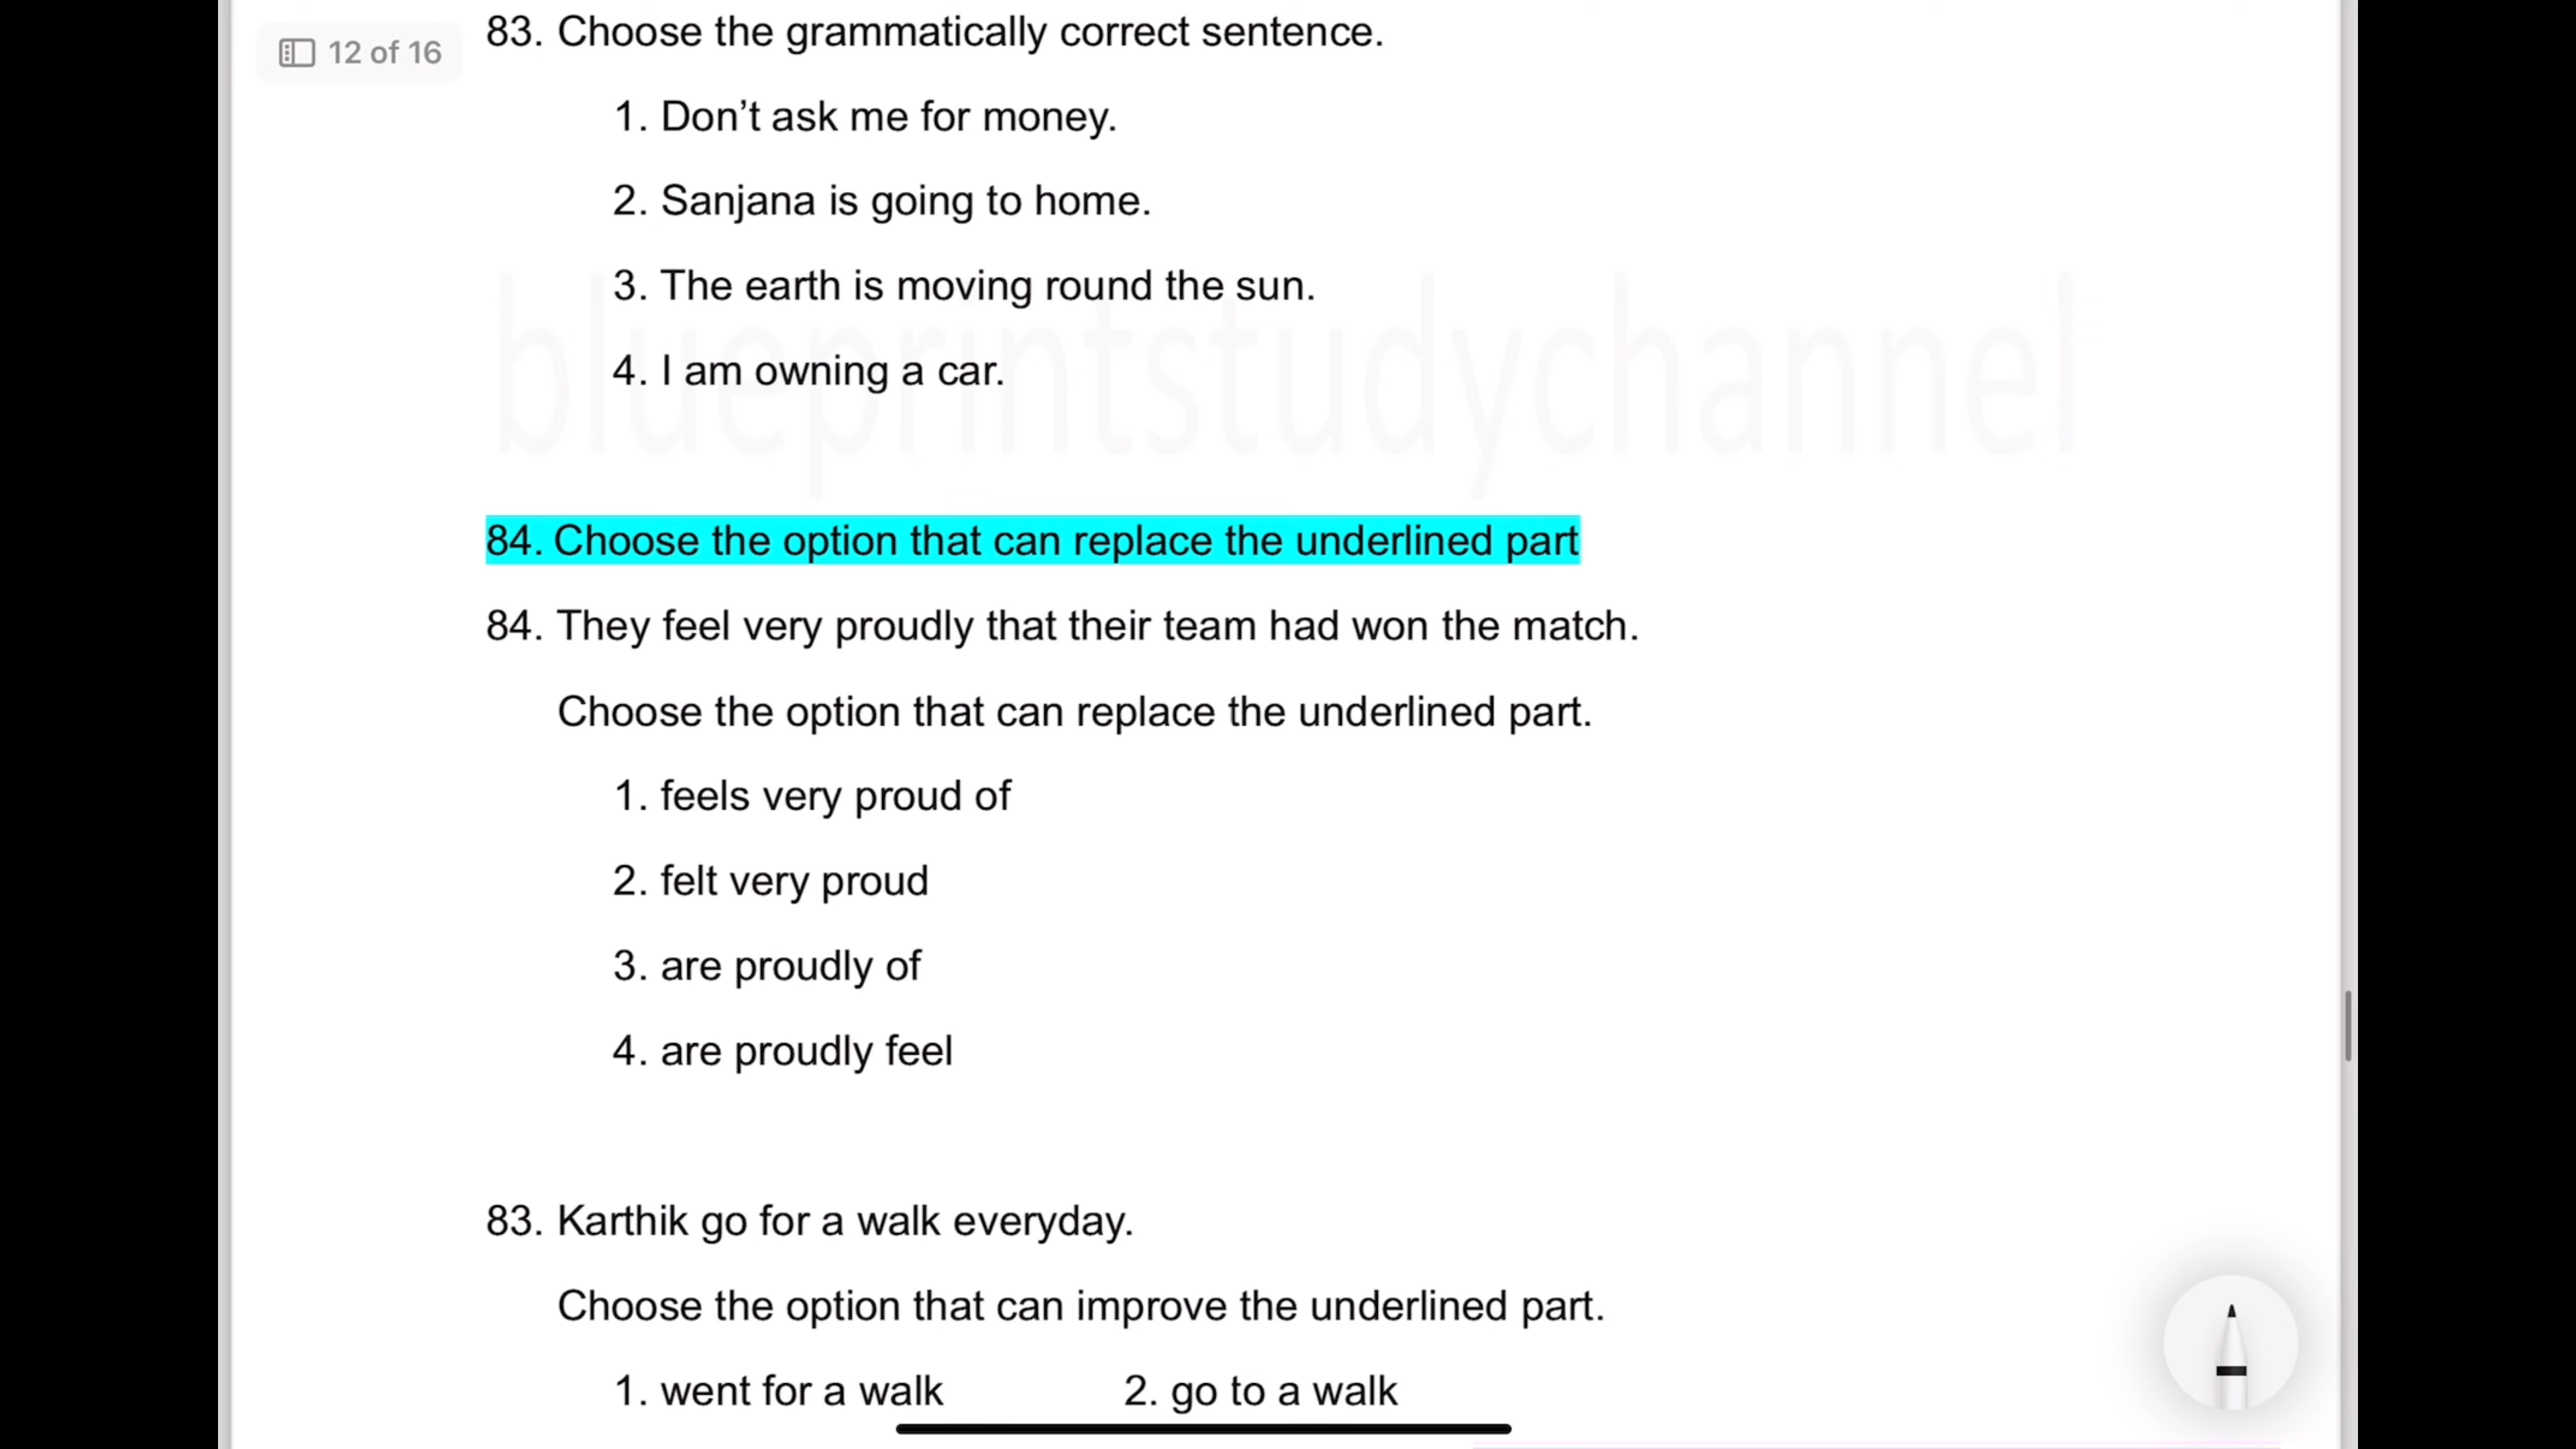 12 of 16
83. Choose the grammatically correct sentence.
1. Don’t ask me for money.
2. Sanjana is going to home.
3. The earth is moving round the sun.
4. I am owning a car.
blueprintstudychannel
84. Choose the option that can replace the underlined part
84. They feel very proudly that their team had won the match.
Choose the option that can replace the underlined part.
1. feels very proud of
2. felt very proud
3. are proudly of
4. are proudly feel
83. Karthik go for a walk everyday.
Choose the option that can improve the underlined part.
1. went for a walk 2. go to a walk